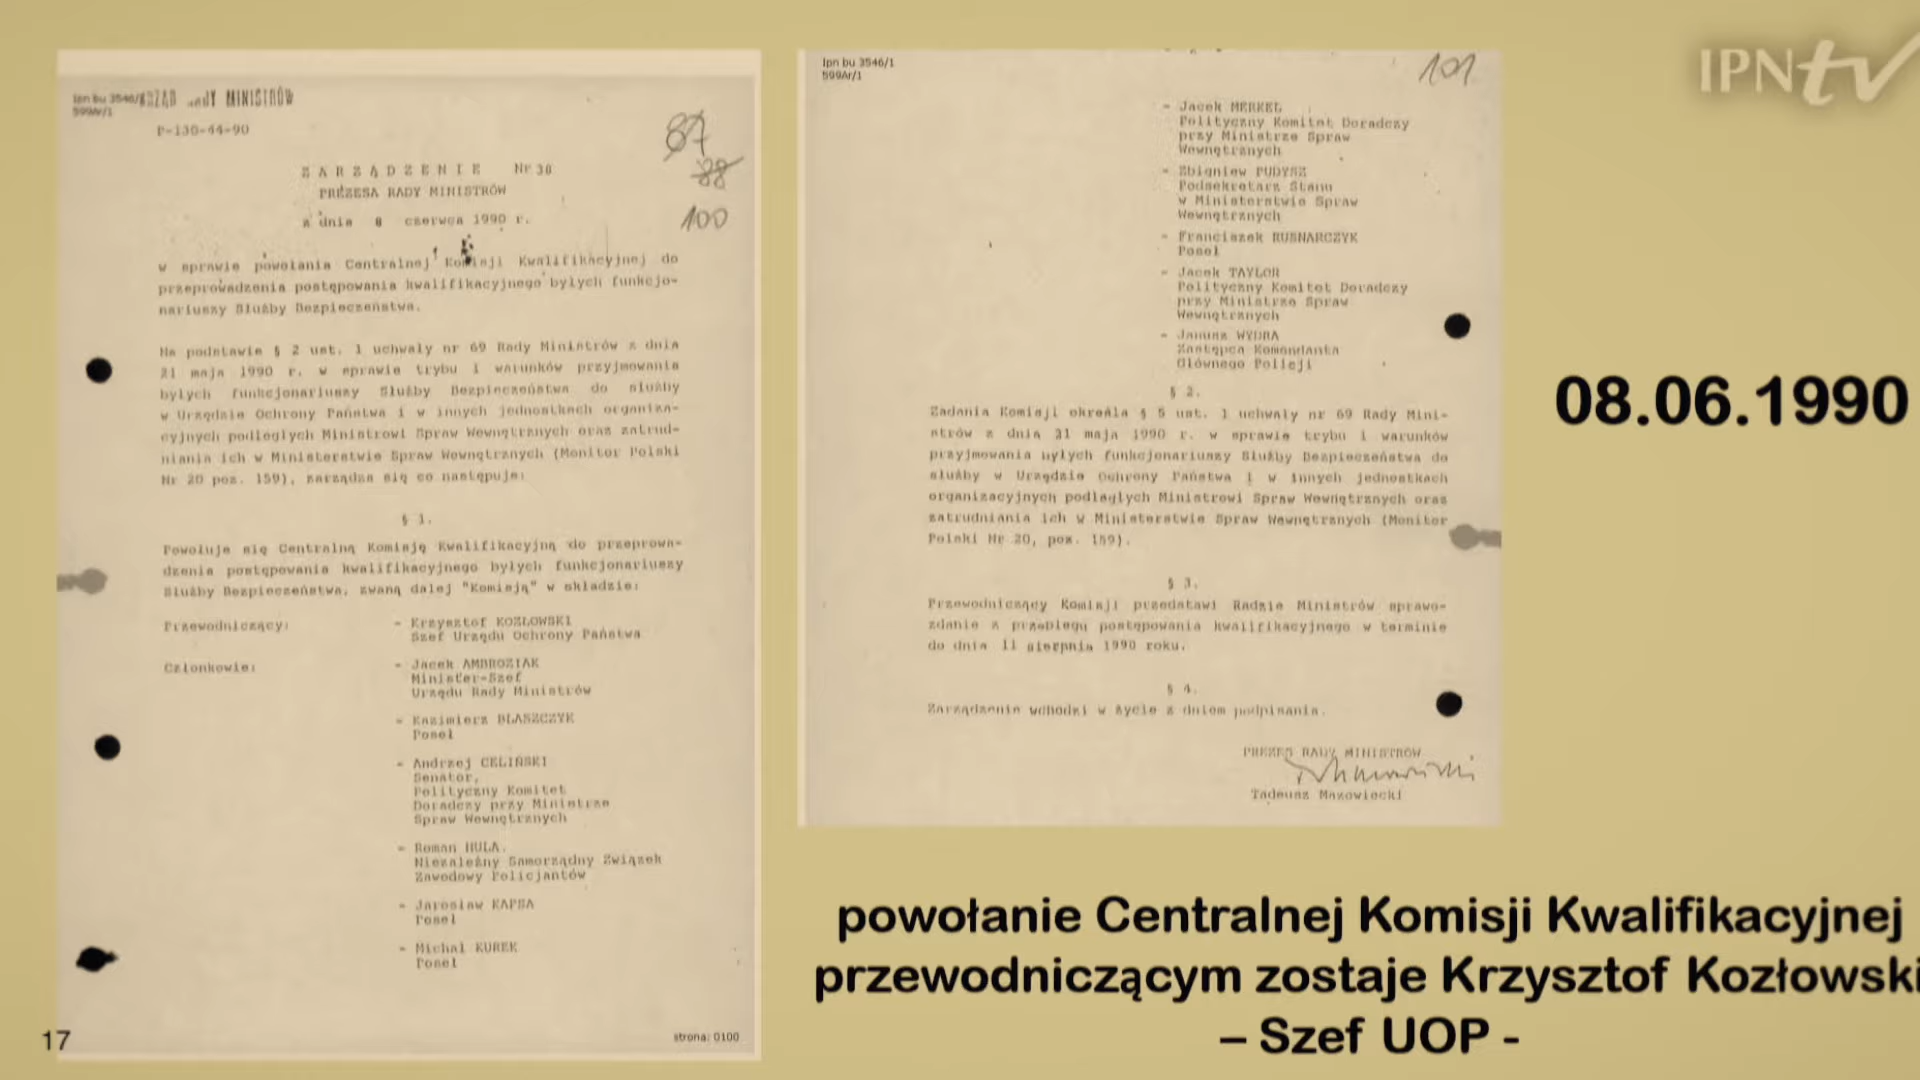 Ipn bu 3546/1
599Ar/1
URZĄD RADY MINISTRÓW
P-130-44-90
87
88
100
ZARZĄDZENIE Nr 38
PREZESA RADY MINISTRÓW
z dnia 8 czerwca 1990 r.
w sprawie powołania Centralnej Komisji Kwalifikacyjnej do
przeprowadzenia postępowania kwalifikacyjnego byłych funkcjo-
nariuszy Służby Bezpieczeństwa.
Na podstawie § 2 ust. 1 uchwały nr 69 Rady Ministrów z dnia
21 maja 1990 r. w sprawie trybu i warunków przyjmowania
byłych funkcjonariuszy Służby Bezpieczeństwa do służby
w Urzędzie Ochrony Państwa i w innych jednostkach organiza-
cyjnych podległych Ministrowi Spraw Wewnętrznych oraz zatrud-
niania ich w Ministerstwie Spraw Wewnętrznych (Monitor Polski
Nr 20 poz. 159), zarządza się co następuje:
§ 1.
Powołuje się Centralną Komisję Kwalifikacyjną do przeprowa-
dzenia postępowania kwalifikacyjnego byłych funkcjonariuszy
Służby Bezpieczeństwa, zwaną dalej "Komisją" w składzie:
Przewodniczący: - Krzysztof KOZŁOWSKI
Szef Urzędu Ochrony Państwa
Członkowie: - Jacek AMBROZIAK
Minister-Szef
Urzędu Rady Ministrów
- Kazimierz BLASZCZYK
Poseł
- Andrzej CELIŃSKI
Senator,
Polityczny Komitet
Doradczy przy Ministrze
Spraw Wewnętrznych
- Roman HULA.
Niezależny Samorządny Związek
Zawodowy Policjantów
- Jarosław KAPSA
Poseł
- Michał KUREK
Poseł
strona: 0100
17
Ipn bu 3546/1
599Ar/1
101
- Jacek MERKEL
Polityczny Komitet Doradczy
przy Ministrze Spraw
Wewnętrznych
- Zbigniew PUDYSZ
Podsekretarz Stanu
w Ministerstwie Spraw
Wewnętrznych
- Franciszek RUSNARCZYK
Poseł
- Jacek TAYLOR
Polityczny Komitet Doradczy
przy Ministrze Spraw
Wewnętrznych
- Janusz WYDRA
Zastępca Komendanta
Głównego Policji
§ 2.
Zadania Komisji określa § 5 ust. 1 uchwały nr 69 Rady Mini-
strów z dnia 21 maja 1990 r. w sprawie trybu i warunków
przyjmowania byłych funkcjonariuszy Służby Bezpieczeństwa do
służby w Urzędzie Ochrony Państwa i w innych jednostkach
organizacyjnych podległych Ministrowi Spraw Wewnętrznych oraz
zatrudniania ich w Ministerstwie Spraw Wewnętrznych (Monitor
Polski Nr 20, poz. 159).
§ 3.
Przewodniczący Komisji przedstawi Radzie Ministrów sprawo-
zdanie z przebiegu postępowania kwalifikacyjnego w terminie
do dnia 11 sierpnia 1990 roku.
§ 4.
Zarządzenie wchodzi w życie z dniem podpisania.
PREZES RADY MINISTRÓW
Tadeusz Mazowiecki
IPNtv
08.06.1990
powołanie Centralnej Komisji Kwalifikacyjnej
przewodniczącym zostaje Krzysztof Kozłowski
– Szef UOP -